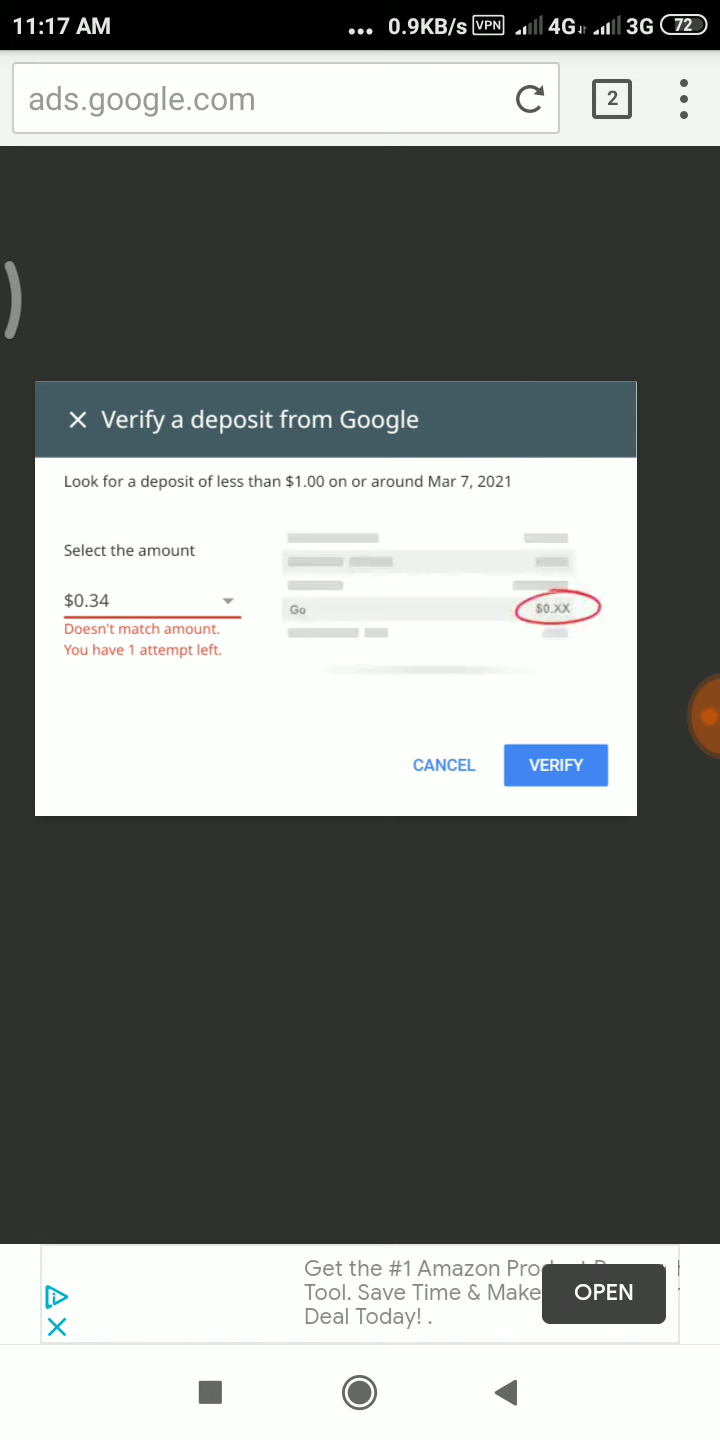 11:17 AM ... 0.9KB/s VPN 4G 3G 72
ads.google.com 2
Verify a deposit from Google
Look for a deposit of less than $1.00 on or around Mar 7, 2021
Select the amount
$0.34
Go $0.XX
Doesn't match amount.
You have 1 attempt left.
CANCEL VERIFY
Get the #1 Amazon
Tool. Save Time & Make
Deal Today! .
OPEN